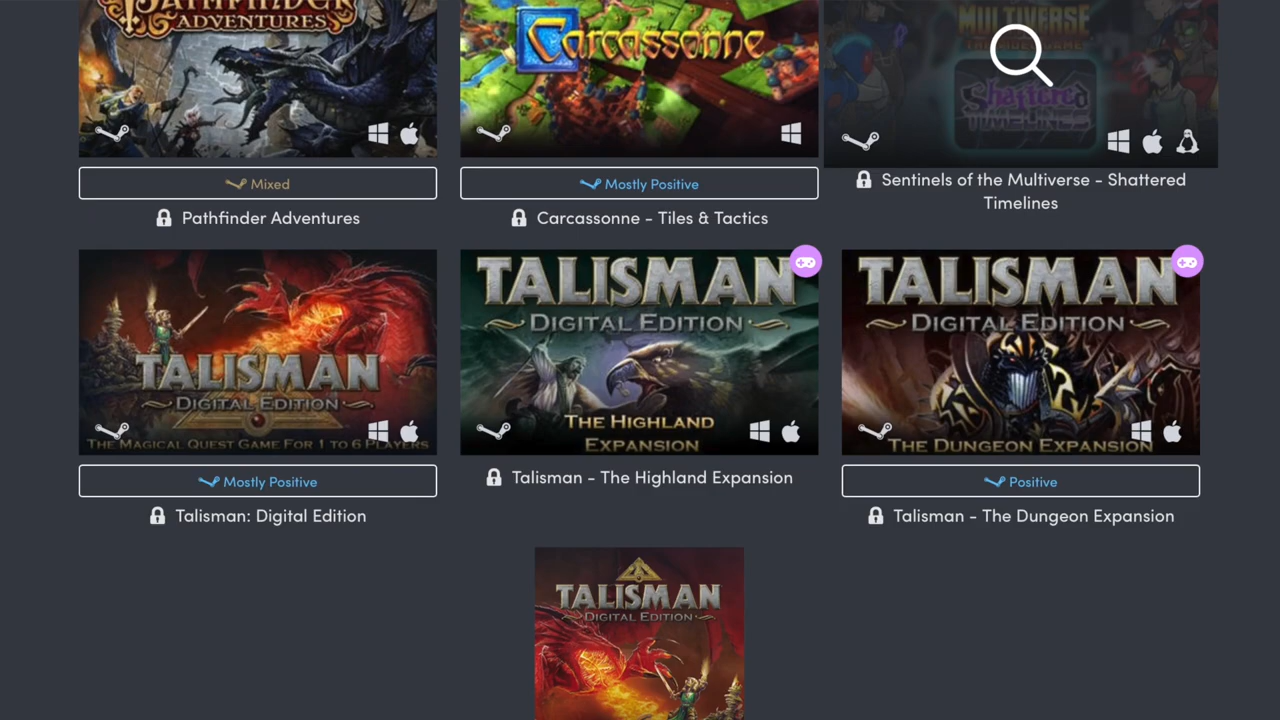 PATHFINDER
ADVENTURES
Carcassonne
MULTIVERSE
THE VIDEO GAME
Shattered
TIMELINES
Mixed
Mostly Positive
Sentinels of the Multiverse - Shattered
Timelines
Pathfinder Adventures
Carcassonne - Tiles & Tactics
TALISMAN
DIGITAL EDITION
THE MAGICAL QUEST GAME FOR 1 TO 6 PLAYERS
TALISMAN
DIGITAL EDITION
THE HIGHLAND
EXPANSION
TALISMAN
DIGITAL EDITION
THE DUNGEON EXPANSION
Mostly Positive
Talisman - The Highland Expansion
Positive
Talisman: Digital Edition
Talisman - The Dungeon Expansion
TALISMAN
DIGITAL EDITION